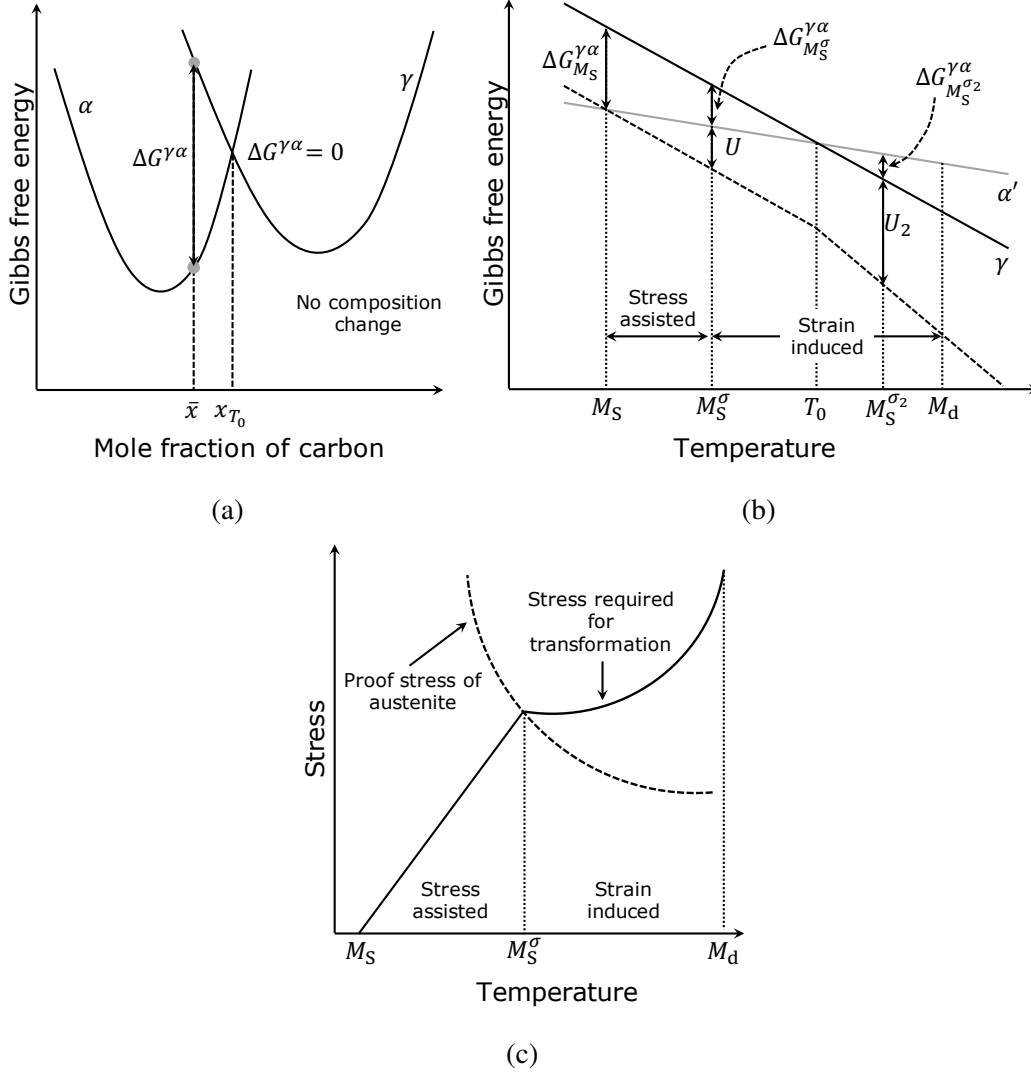 Gibbs free energy
α
γ
ΔG^{γα}
ΔG^{γα} = 0
No composition
change
x̄
x_{T_0}
Mole fraction of carbon
(a)
Gibbs free energy
ΔG^{γα}_{M_S}
ΔG^{γα}_{M_S^σ}
ΔG^{γα}_{M_S^{σ_2}}
U
α′
U_2
γ
Stress
assisted
Strain
induced
M_S
M_S^σ
T_0
M_S^{σ_2}
M_d
Temperature
(b)
Stress
Stress required
for
transformation
Proof stress of
austenite
Stress
assisted
Strain
induced
M_S
M_S^σ
M_d
Temperature
(c)